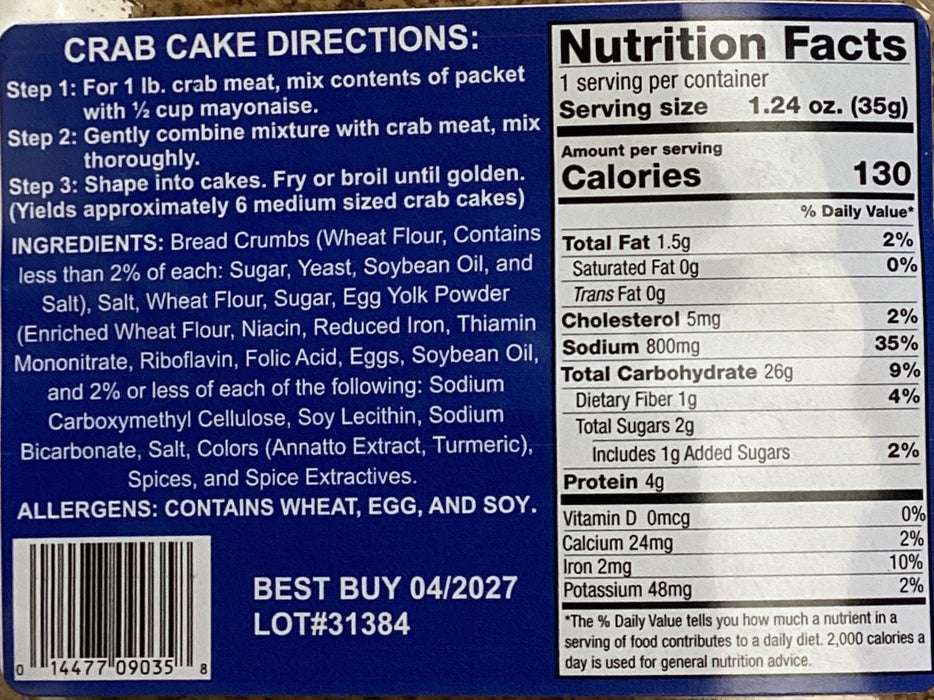 CRAB CAKE DIRECTIONS:
Step 1: For 1 lb. crab meat, mix contents of packet
with ½ cup mayonaise.
Step 2: Gently combine mixture with crab meat, mix
thoroughly.
Step 3: Shape into cakes. Fry or broil until golden.
(Yields approximately 6 medium sized crab cakes)
INGREDIENTS: Bread Crumbs (Wheat Flour, Contains
less than 2% of each: Sugar, Yeast, Soybean Oil, and
Salt), Salt, Wheat Flour, Sugar, Egg Yolk Powder
(Enriched Wheat Flour, Niacin, Reduced Iron, Thiamin
Mononitrate, Riboflavin, Folic Acid, Eggs, Soybean Oil,
and 2% or less of each of the following: Sodium
Carboxymethyl Cellulose, Soy Lecithin, Sodium
Bicarbonate, Salt, Colors (Annatto Extract, Turmeric),
Spices, and Spice Extractives.
ALLERGENS: CONTAINS WHEAT, EGG, AND SOY.
BEST BUY 04/2027
LOT#31384
0 14477 09035 8
Nutrition Facts
1 serving per container
Serving size 1.24 oz. (35g)
Amount per serving
Calories 130
% Daily Value*
Total Fat 1.5g 2%
Saturated Fat 0g 0%
Trans Fat 0g
Cholesterol 5mg 2%
Sodium 800mg 35%
Total Carbohydrate 26g 9%
Dietary Fiber 1g 4%
Total Sugars 2g
Includes 1g Added Sugars 2%
Protein 4g
Vitamin D 0mcg 0%
Calcium 24mg 2%
Iron 2mg 10%
Potassium 48mg 2%
*The % Daily Value tells you how much a nutrient in a
serving of food contributes to a daily diet. 2,000 calories a
day is used for general nutrition advice.